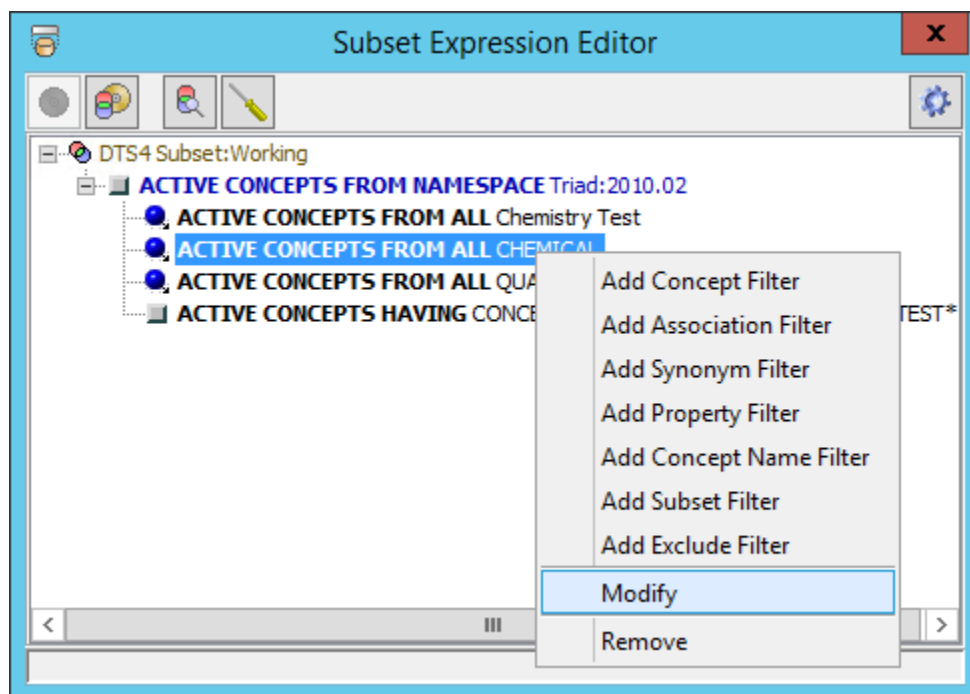 Subset Expression Editor
DTS4 Subset:Working
ACTIVE CONCEPTS FROM NAMESPACE Triad:2010.02
ACTIVE CONCEPTS FROM ALL Chemistry Test
ACTIVE CONCEPTS FROM ALL CHEMICAL
ACTIVE CONCEPTS FROM ALL
ACTIVE CONCEPTS HAVING TEST*
Add Concept Filter
Add Association Filter
Add Synonym Filter
Add Property Filter
Add Concept Name Filter
Add Subset Filter
Add Exclude Filter
Modify
Remove